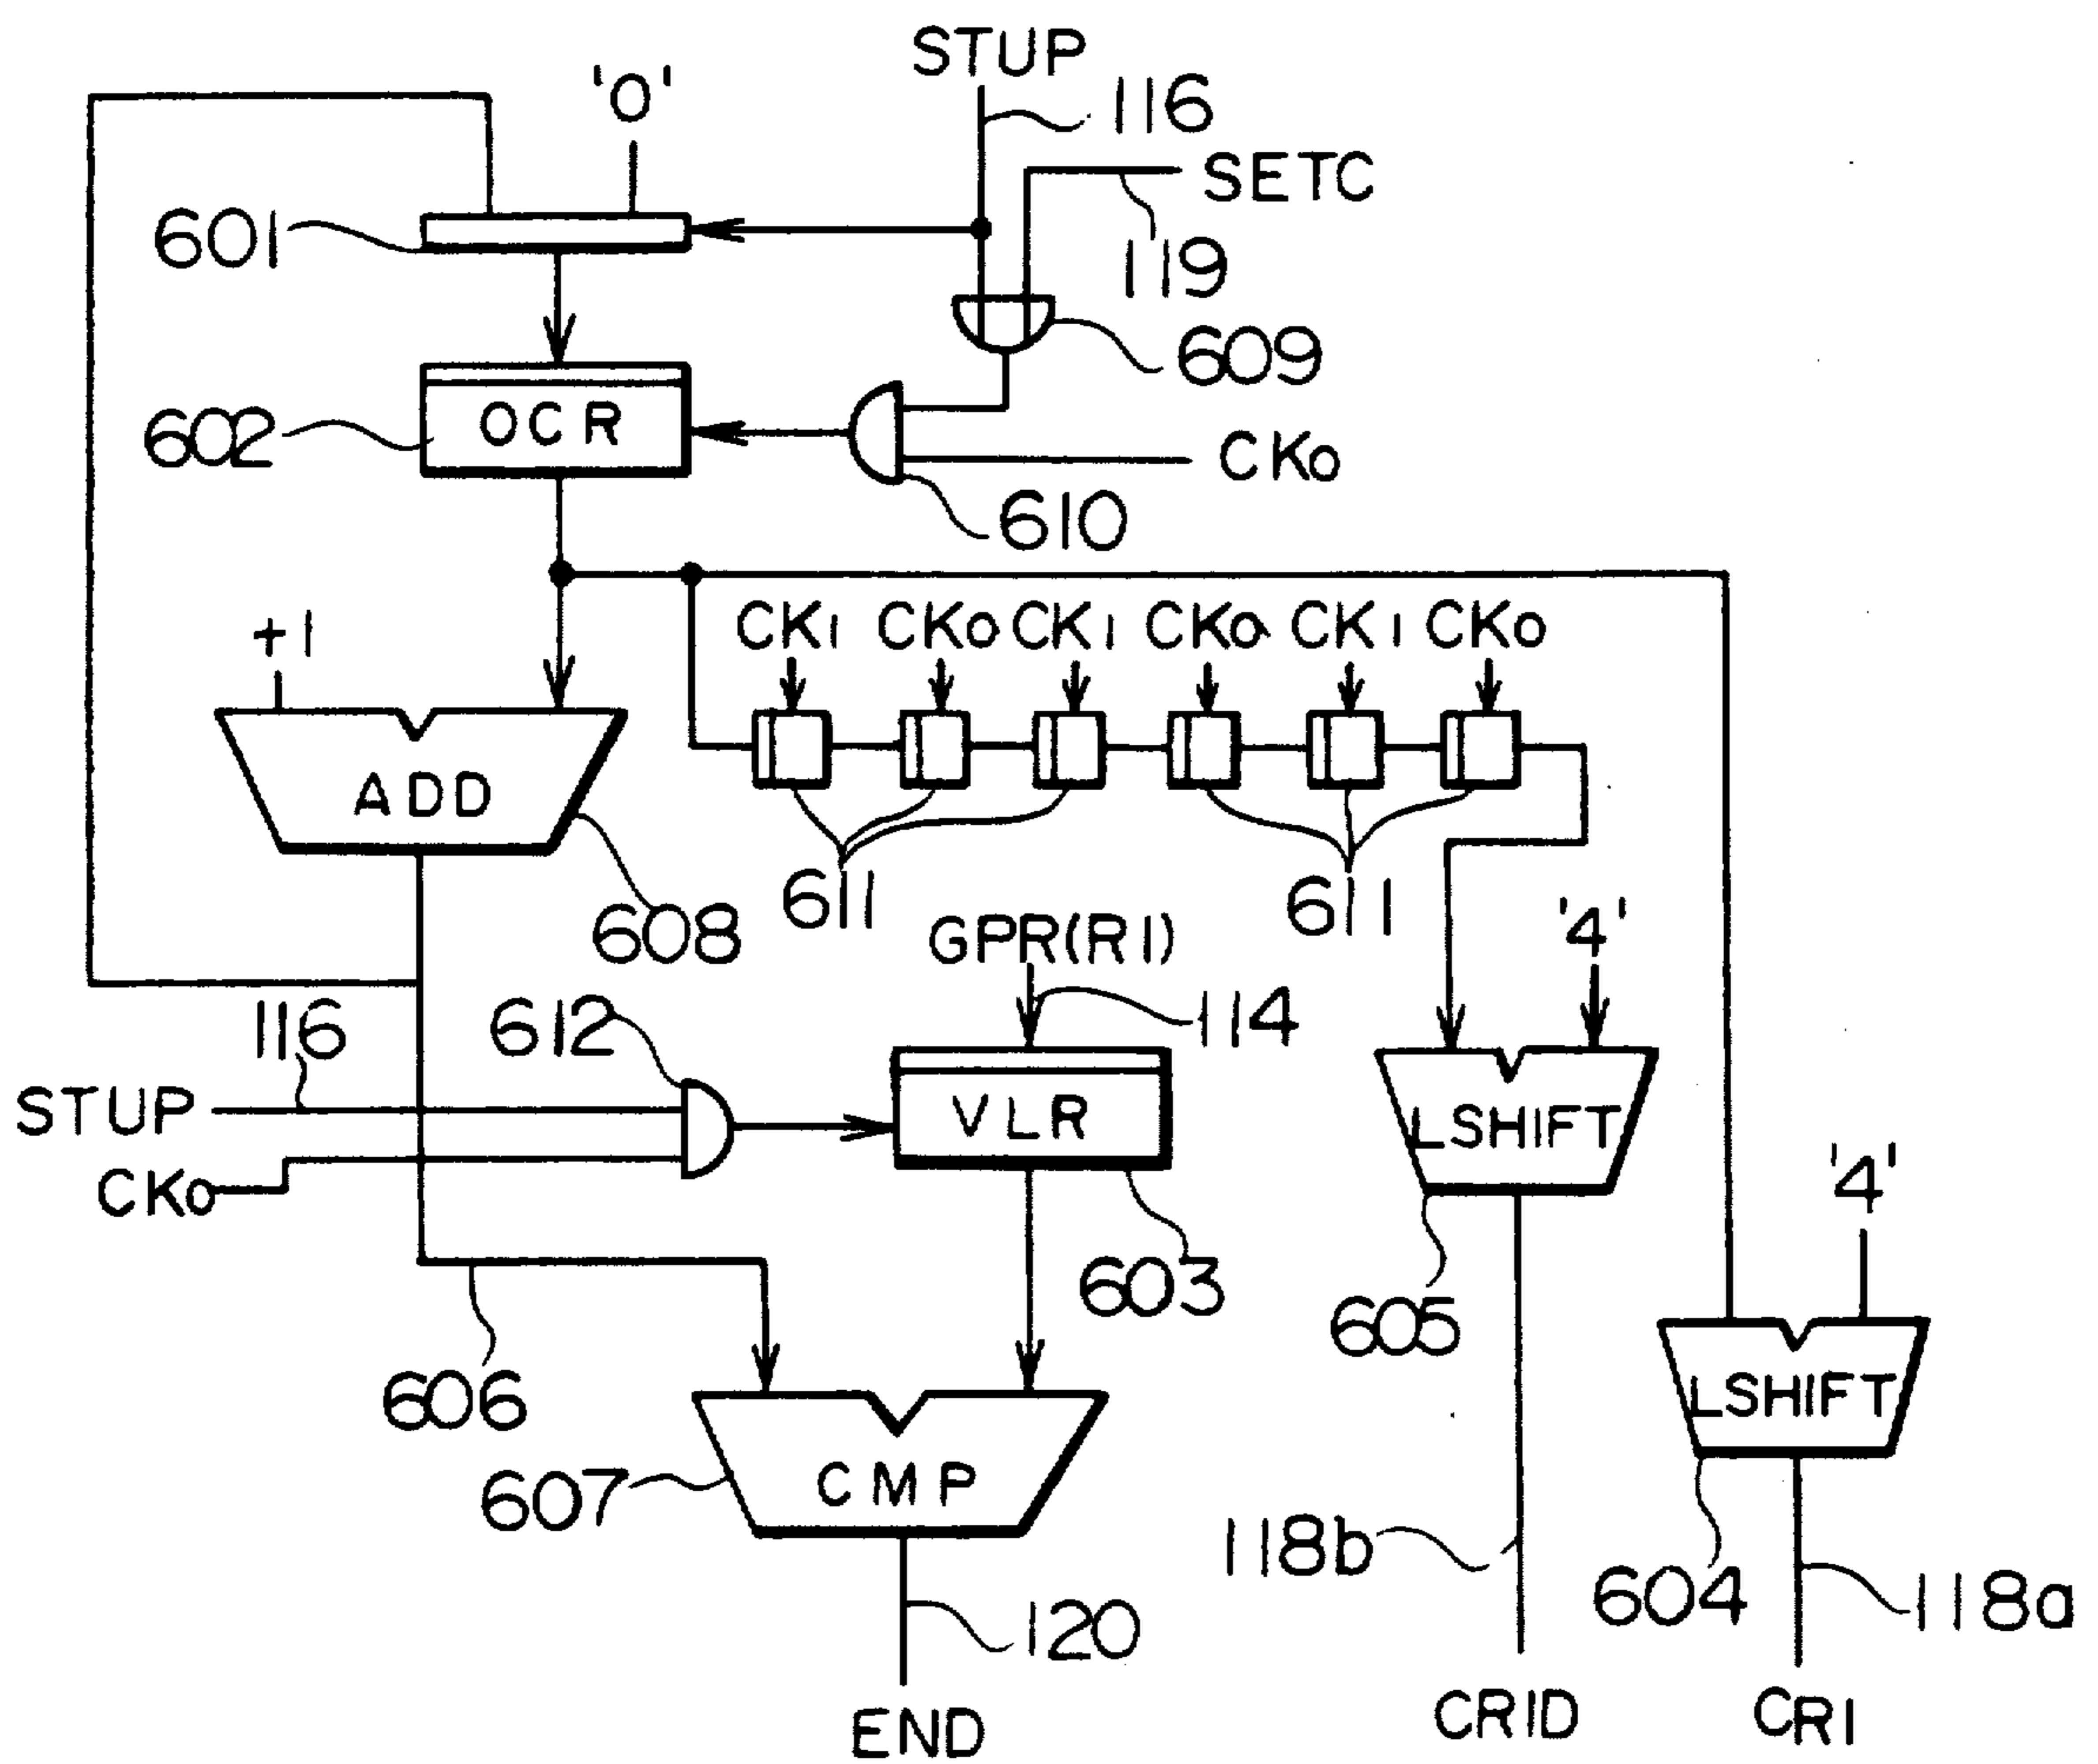 STUP
'0'
116
SETC
601
119
609
OCR
602
CK0
610
+1
CK1 CK0 CK1 CK0 CK1 CK0
ADD
611
611
608
GPR(R1)
'4'
116
612
114
STUP
VLR
LSHIFT
CK0
'4'
603
605
606
LSHIFT
CMP
607
118b
604
118a
120
END
CR1D
CR1